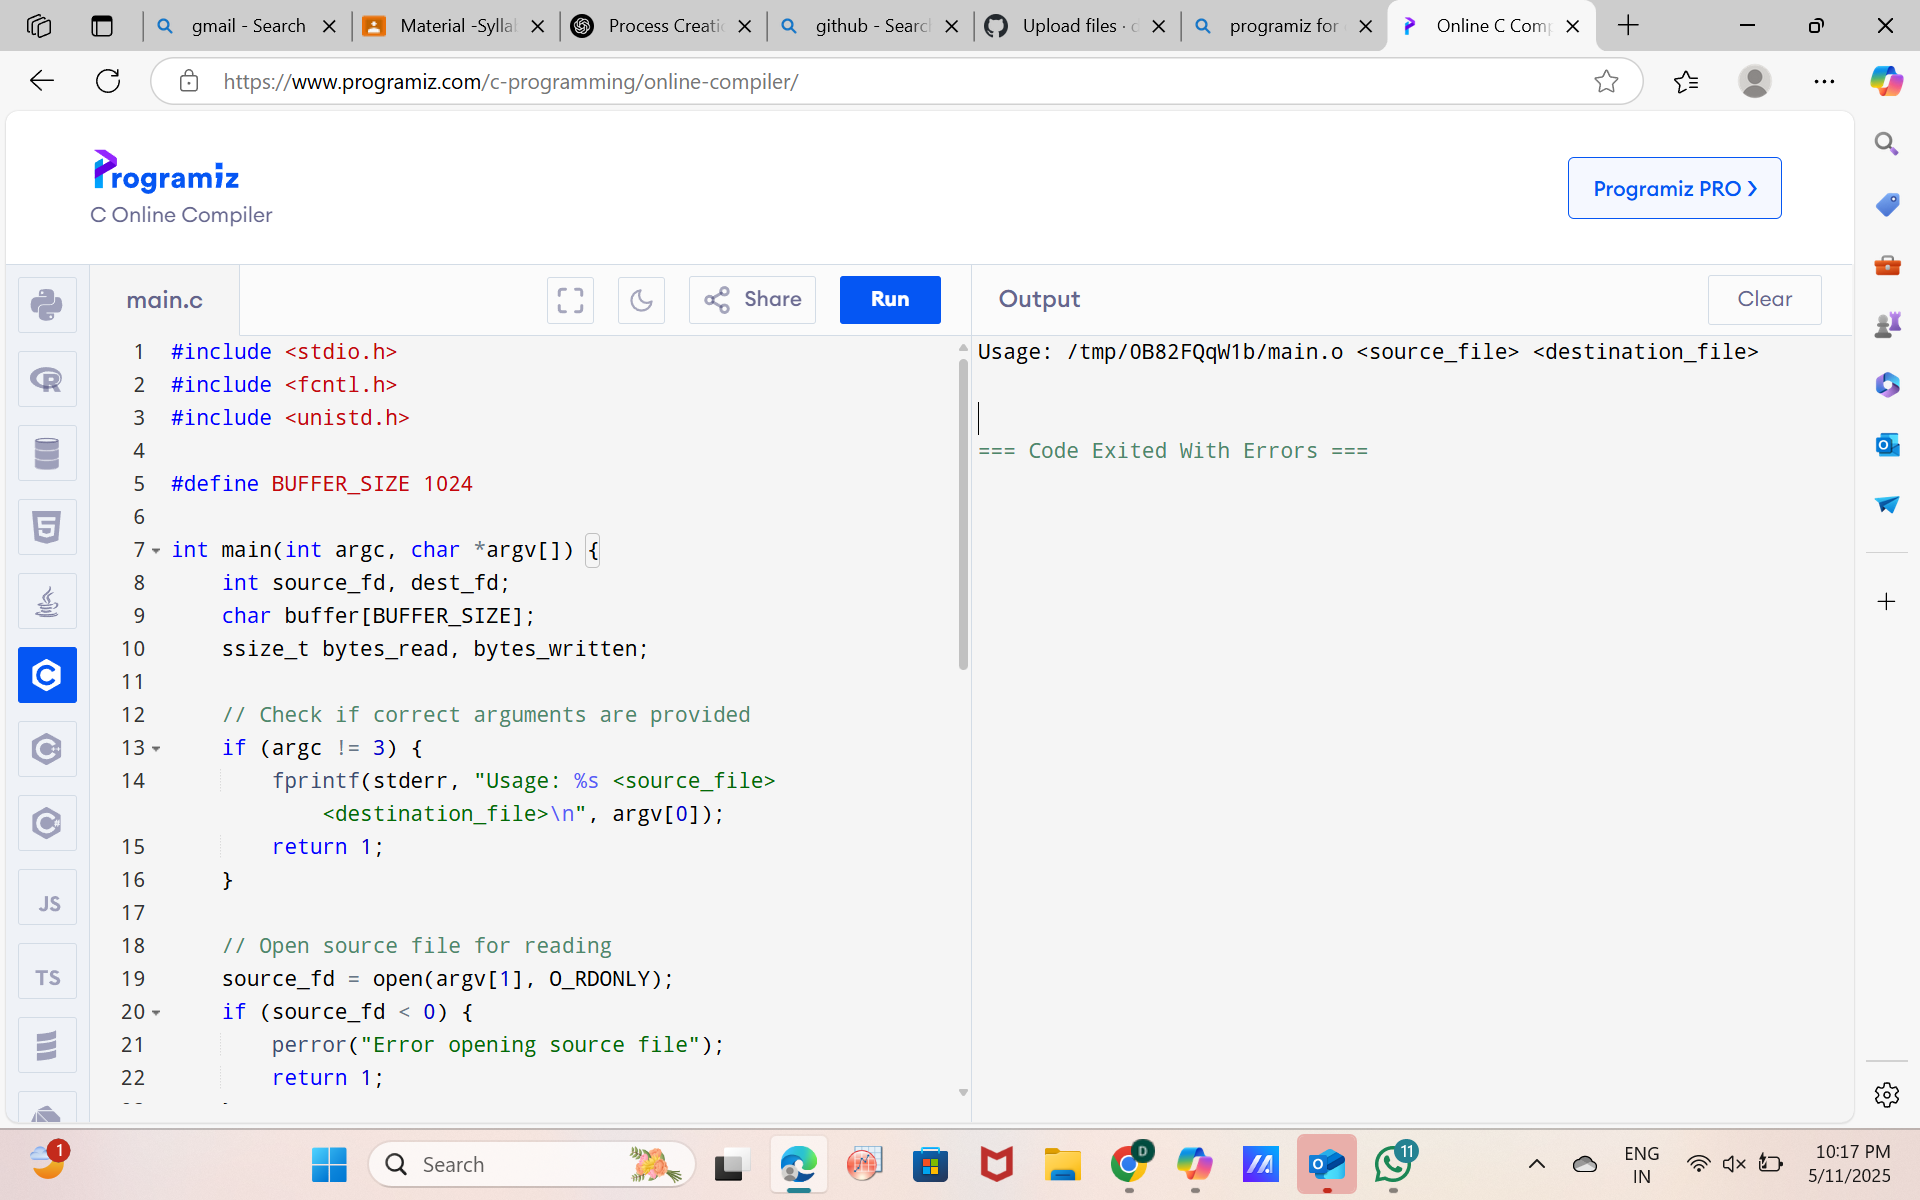 gmail - Search
Material -Syllal
Process Creatio
github - Search
Upload files · d
programiz for
Online C Comp
https://www.programiz.com/c-programming/online-compiler/
Programiz
C Online Compiler
Programiz PRO ›
main.c
Share
Run
Output
Clear
1 #include <stdio.h>
2 #include <fcntl.h>
3 #include <unistd.h>
4
5 #define BUFFER_SIZE 1024
6
7 int main(int argc, char *argv[]) {
8 int source_fd, dest_fd;
9 char buffer[BUFFER_SIZE];
10 ssize_t bytes_read, bytes_written;
11
12 // Check if correct arguments are provided
13 if (argc != 3) {
14 fprintf(stderr, "Usage: %s <source_file>
<destination_file>\n", argv[0]);
15 return 1;
16 }
17
18 // Open source file for reading
19 source_fd = open(argv[1], O_RDONLY);
20 if (source_fd < 0) {
21 perror("Error opening source file");
22 return 1;
Usage: /tmp/OB82FQqW1b/main.o <source_file> <destination_file>
=== Code Exited With Errors ===
JS
TS
1
Search
D
11
ENG
IN
10:17 PM
5/11/2025